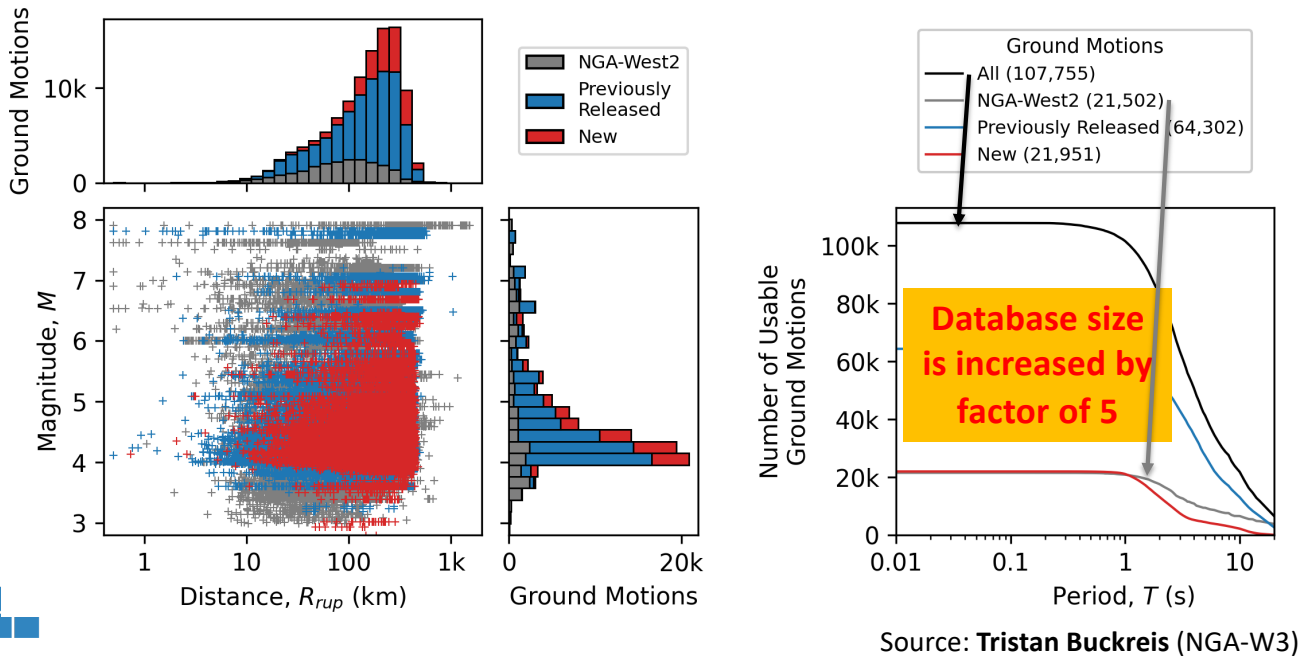 Ground Motions
10k
0
NGA-West2
Previously
Released
New
Magnitude, M
8
7
6
5
4
3
1
10
100
1k
Distance, R_rup (km)
0
20k
Ground Motions
Ground Motions
All (107,755)
NGA-West2 (21,502)
Previously Released (64,302)
New (21,951)
Number of Usable
Ground Motions
100k
80k
60k
40k
20k
0
Database size
is increased by
factor of 5
0.01
0.1
1
10
Period, T (s)
Source: Tristan Buckreis (NGA-W3)